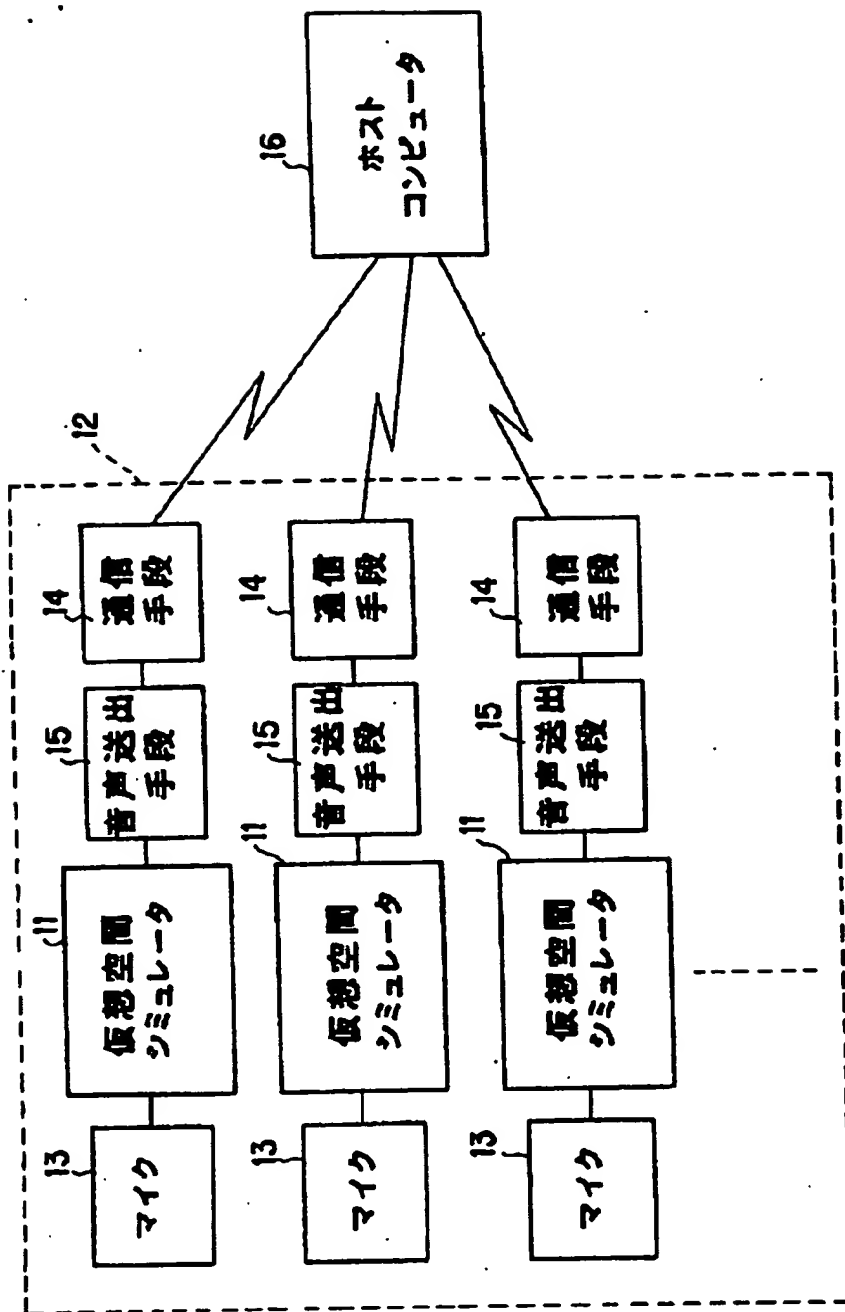 12
13
マイク
11
仮想空間
シミュレータ
15
音声送出
手段
14
通信
手段
13
マイク
11
仮想空間
シミュレータ
15
音声送出
手段
14
通信
手段
13
マイク
11
仮想空間
シミュレータ
15
音声送出
手段
14
通信
手段
16
ホスト
コンピュータ